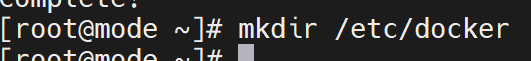 Complete!
[root@mode ~]# mkdir /etc/docker
[root@mode ~]#